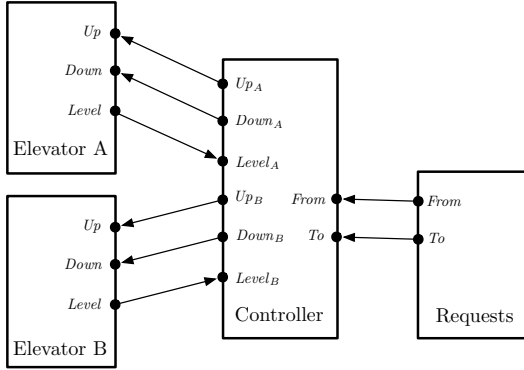 Up
Down
Level
Elevator A
Up
Down
Level
Elevator B
Up_A
Down_A
Level_A
Up_B
Down_B
Level_B
From
To
Controller
From
To
Requests